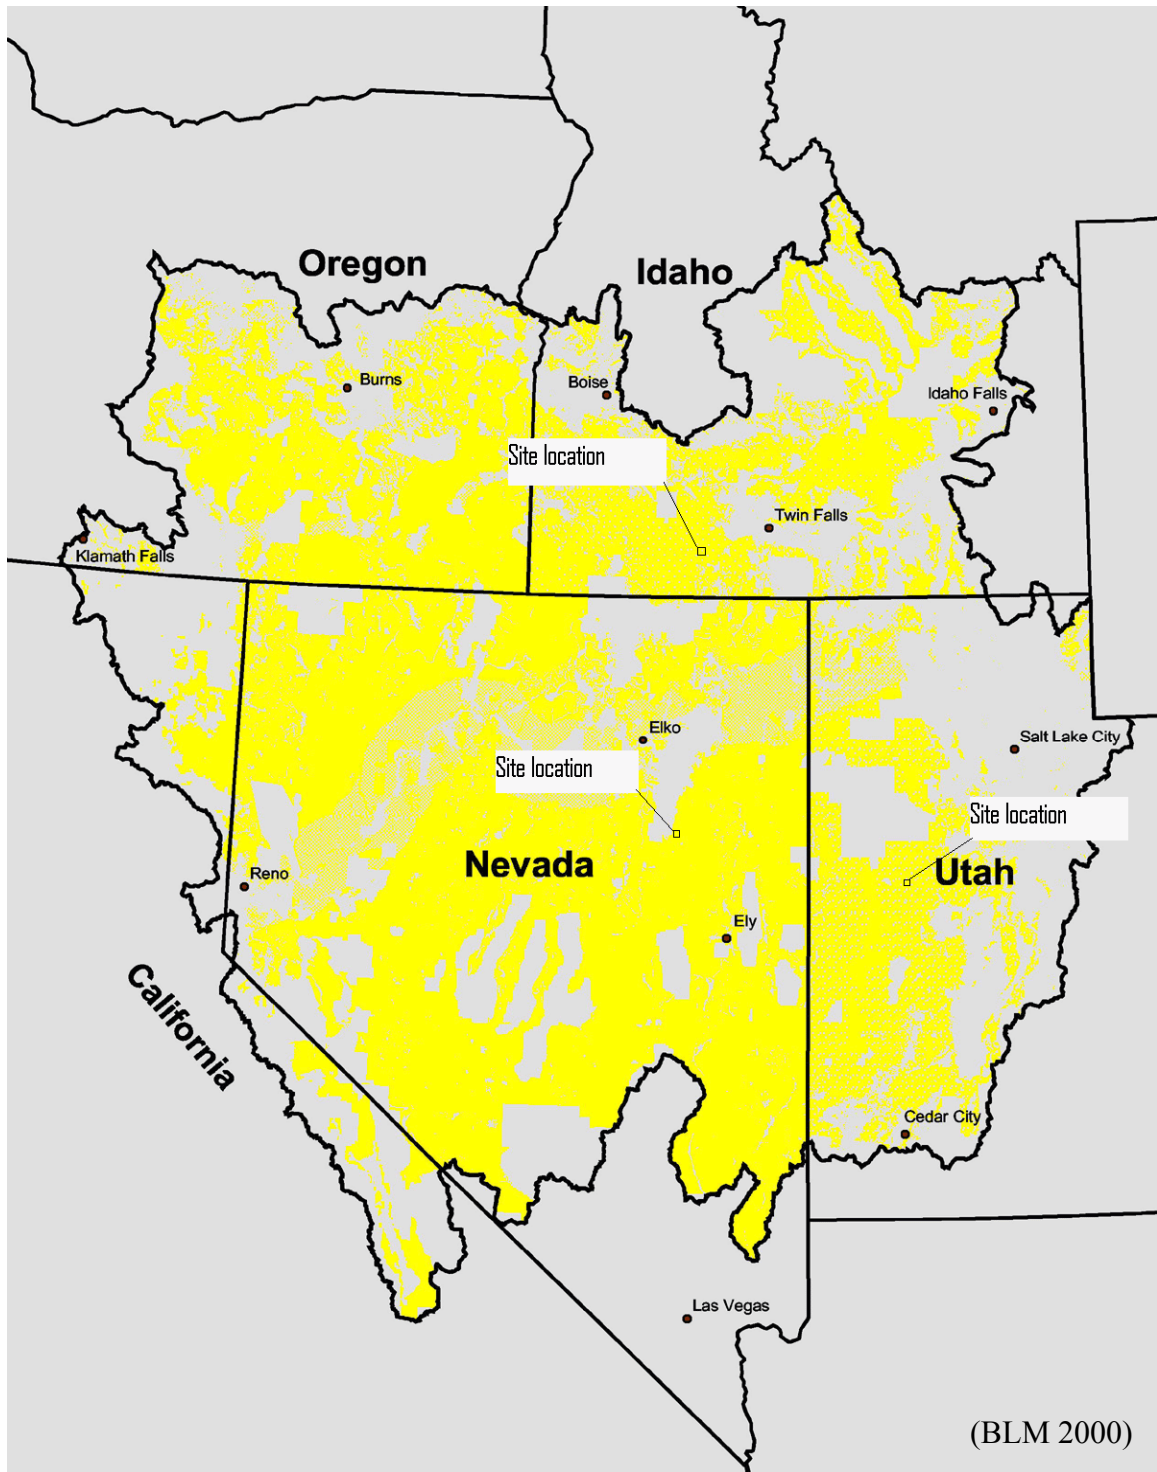 Oregon
Idaho
Burns
Boise
Idaho Falls
Site location
Twin Falls
Klamath Falls
Elko
Salt Lake City
Site location
Site location
Nevada
Utah
Reno
Ely
California
Cedar City
Las Vegas
(BLM 2000)